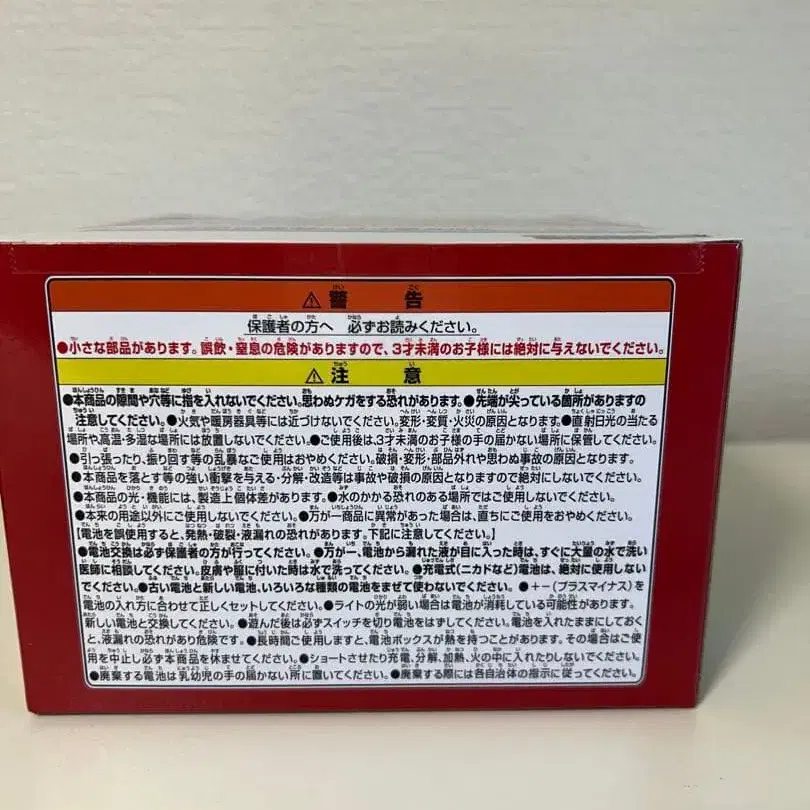 ⚠警告
保護者の方へ 必ずお読みください。
●小さな部品があります。誤飲・窒息の危険がありますので、3才未満のお子様には絶対に与えないでください。
⚠注意
●本商品の隙間や穴等に指を入れないでください。思わぬケガをする恐れがあります。●先端が尖っている箇所がありますの
注意してください。●火気や暖房器具等には近づけないでください。変形・変質・火災の原因となります。●直射日光の当たる
場所や、高温・多湿な場所には放置しないでください。●ご使用後は、3才未満のお子様の手の届かない場所に保管してください。
●引っ張ったり、振り回す等の乱暴なご使用はおやめください。破損・変形・部品外れや思わぬ事故の原因となります。
●本商品を落とす等の強い衝撃を与える・分解・改造等は事故や破損の原因となりますので絶対にしないでください。
●本商品の光・機能には、製造上個体差があります。●水のかかる恐れのある場所ではご使用しないでください。
●本来の用途以外にご使用しないでください。●万が一商品に異常があった場合は、直ちにご使用をおやめください。
【電池を誤使用すると、発熱・破裂・液漏れの恐れがあります。下記に注意してください。】
●電池交換は必ず保護者の方が行ってください。●万が一、電池から漏れた液が目に入った時は、すぐに大量の水で洗い
医師に相談してください。皮膚や服に付いた時は水で洗ってください。●充電式(ニカドなど)電池は、絶対に使用しない
でください。●古い電池と新しい電池、いろいろな種類の電池をまぜて使わないでください。●+−(プラスマイナス)を
電池の入れ方に合わせて正しくセットしてください。●ライトの光が弱い場合は電池が消耗している可能性があります。
新しい電池と交換してください。●遊んだ後は必ずスイッチを切り電池をはずしてください。電池を入れたままにしておく
と、液漏れの恐れがあり危険です。●長時間ご使用しますと、電池ボックスが熱を持つことがあります。その場合はご使
用を中止し必ず本商品を休ませてください。●ショートさせたり充電、分解、加熱、火の中に入れたりしないでください。
●廃棄する電池は乳幼児の手の届かない所に置いてください。●廃棄する際には各自治体の指示に従ってください。